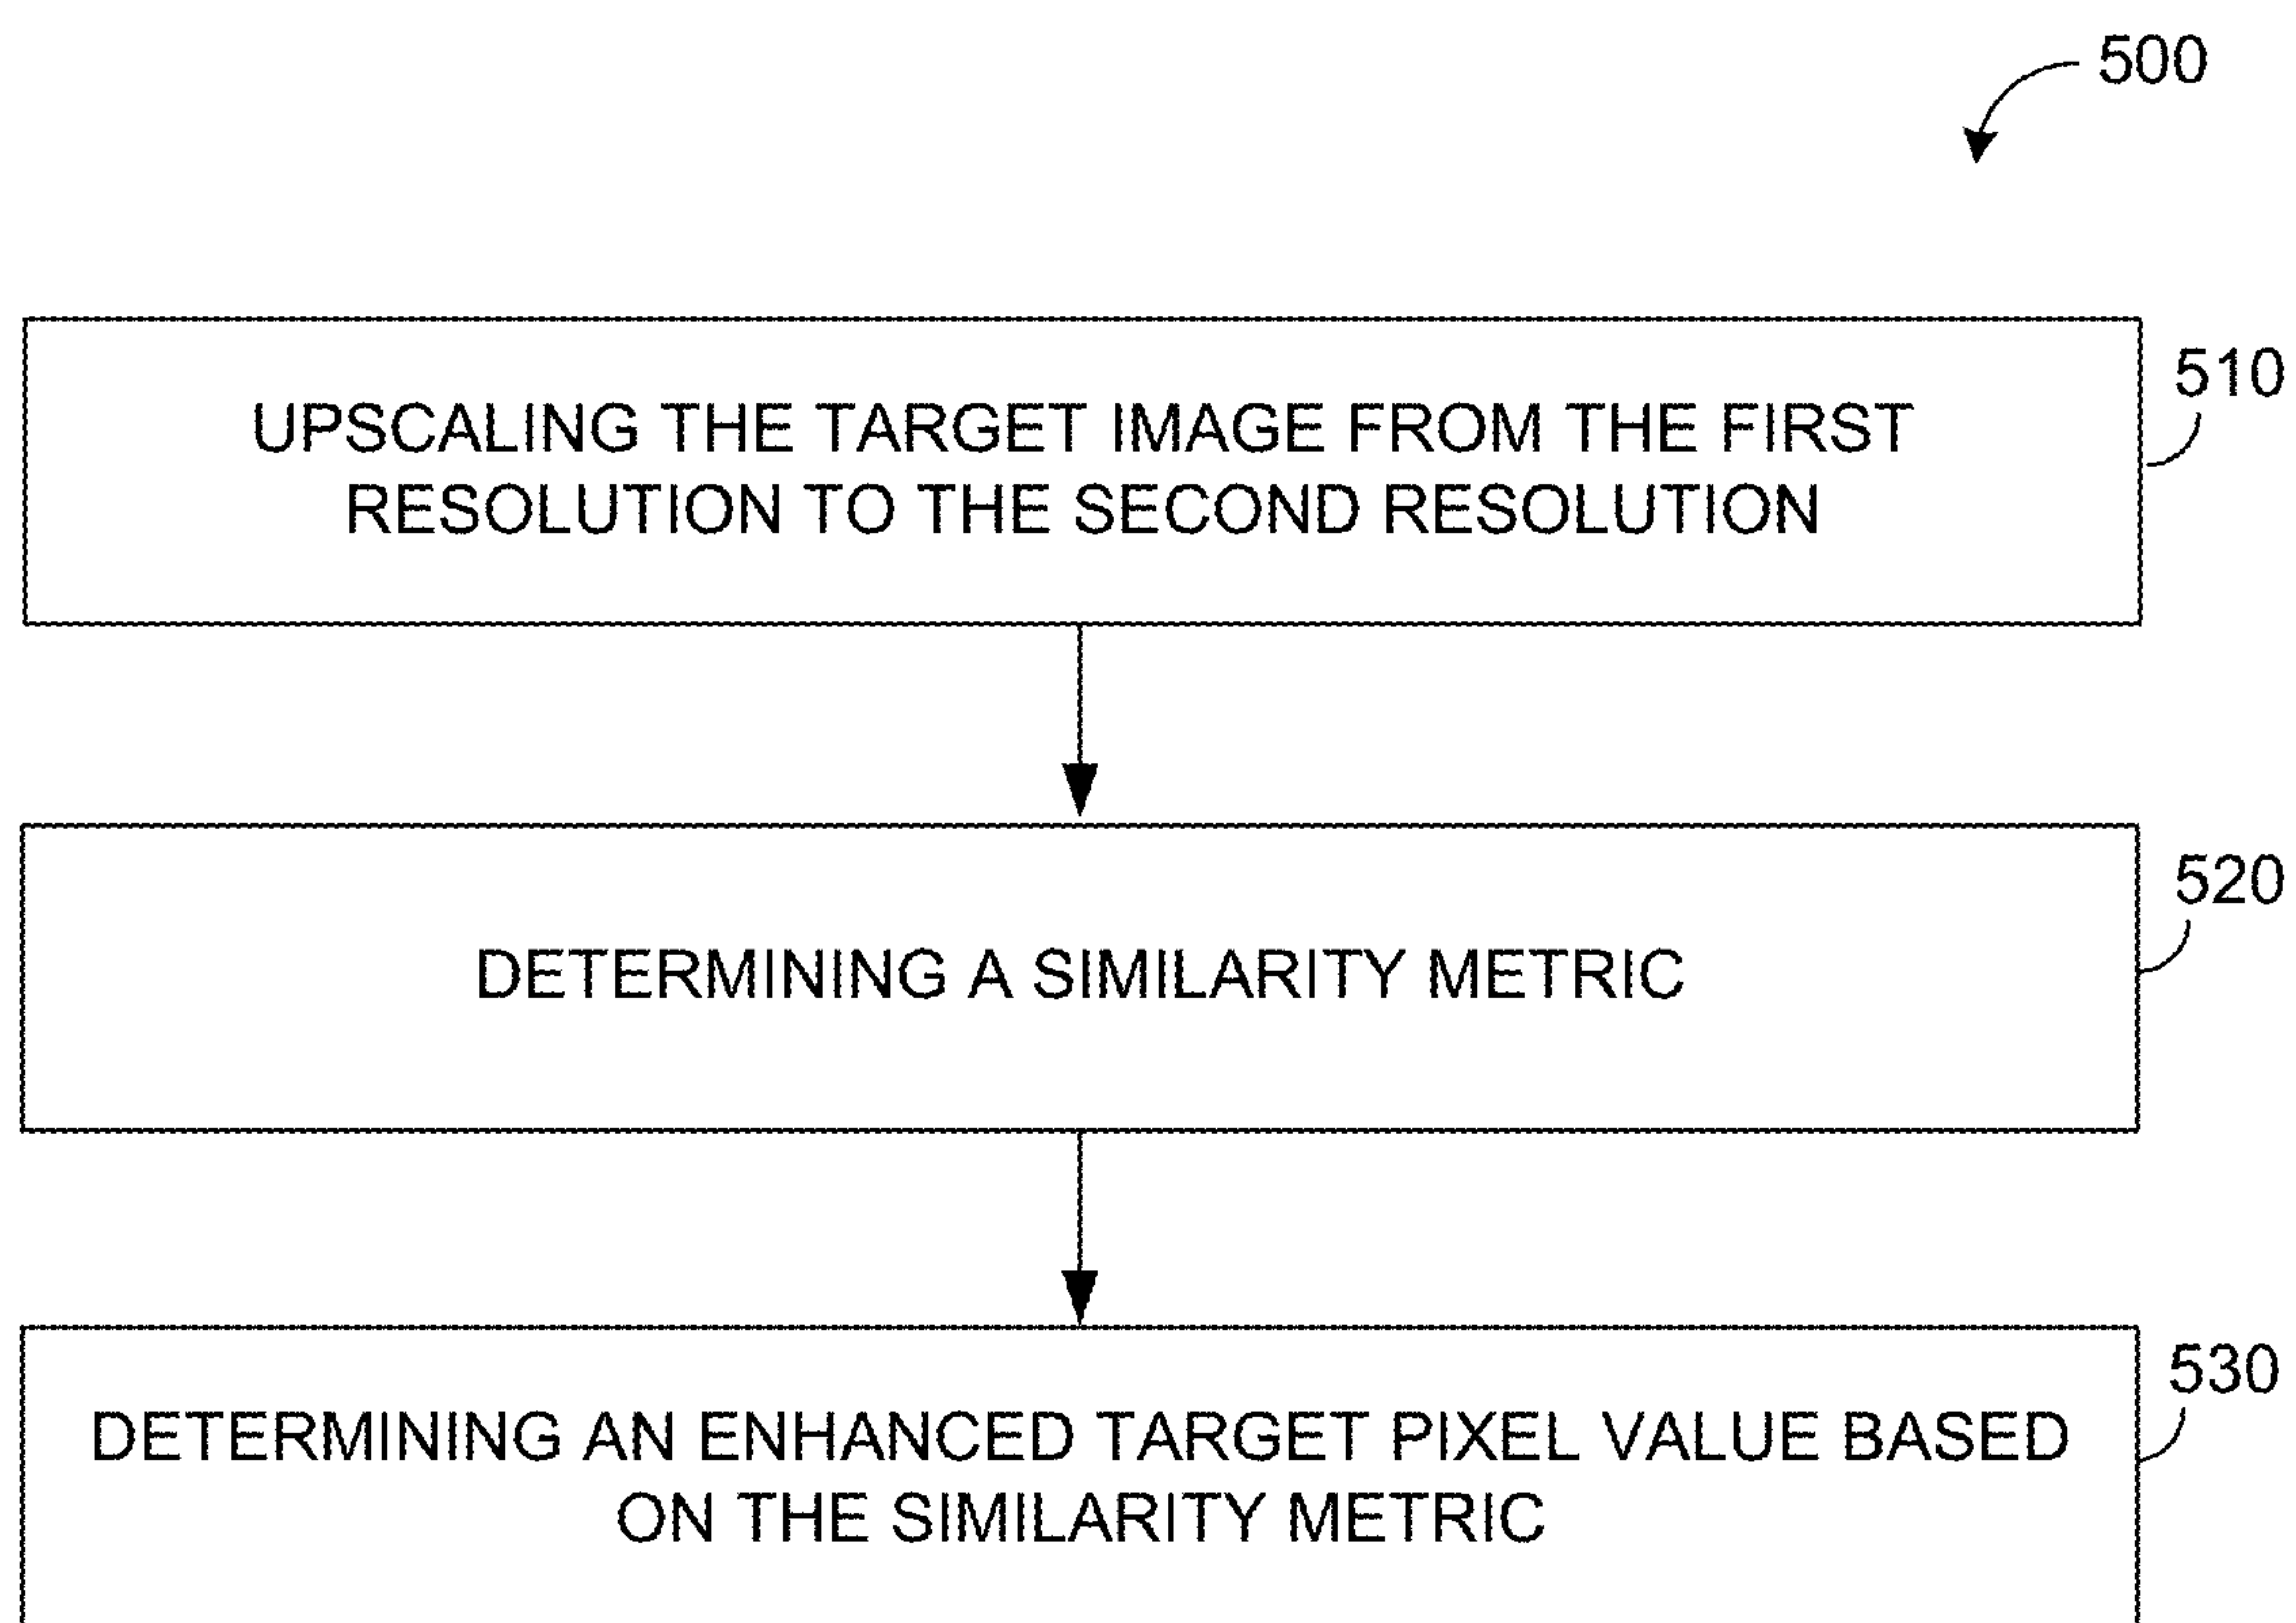 500
510
UPSCALING THE TARGET IMAGE FROM THE FIRST
RESOLUTION TO THE SECOND RESOLUTION
520
DETERMINING A SIMILARITY METRIC
530
DETERMINING AN ENHANCED TARGET PIXEL VALUE BASED
ON THE SIMILARITY METRIC